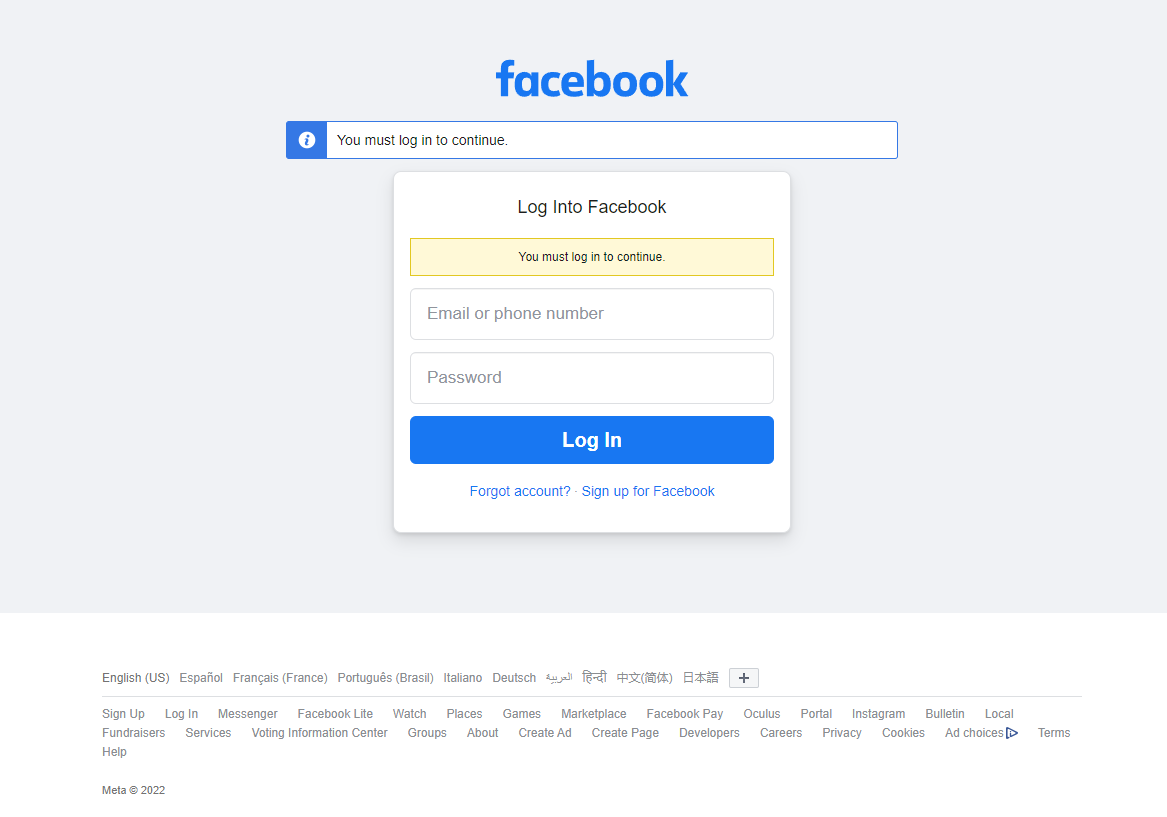 facebook
You must log in to continue.
Log Into Facebook
You must log in to continue.
Email or phone number
Password
Log In
Forgot account? · Sign up for Facebook
English (US) Español Français (France) Português (Brasil) Italiano Deutsch العربية हिन्दी 中文(简体) 日本語
Sign Up Log In Messenger Facebook Lite Watch Places Games Marketplace Facebook Pay Oculus Portal Instagram Bulletin Local
Fundraisers Services Voting Information Center Groups About Create Ad Create Page Developers Careers Privacy Cookies Ad choices Terms
Help
Meta © 2022